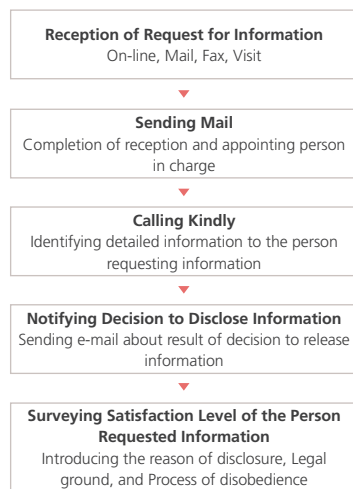 Reception of Request for Information
On-line, Mail, Fax, Visit
Sending Mail
Completion of reception and appointing person
in charge
Calling Kindly
Identifying detailed information to the person
requesting information
Notifying Decision to Disclose Information
Sending e-mail about result of decision to release
information
Surveying Satisfaction Level of the Person
Requested Information
Introducing the reason of disclosure, Legal
ground, and Process of disobedience